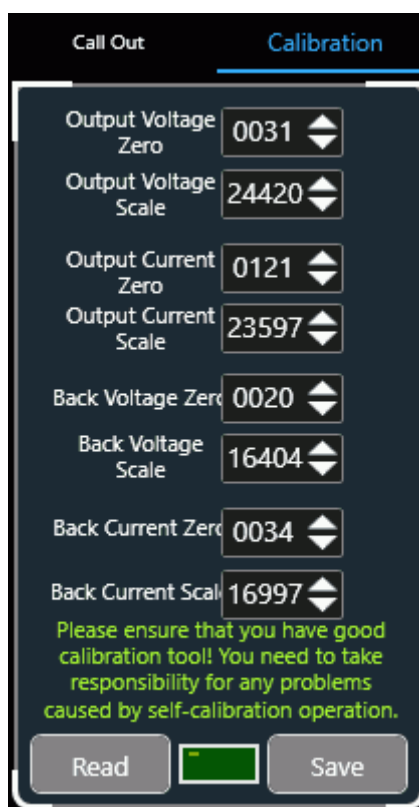 Call Out Calibration
Output Voltage
Zero
0031
Output Voltage
Scale
24420
Output Current
Zero
0121
Output Current
Scale
23597
Back Voltage Zero 0020
Back Voltage
Scale
16404
Back Current Zero 0034
Back Current Scal 16997
Please ensure that you have good
calibration tool! You need to take
responsibility for any problems
caused by self-calibration operation.
Read Save